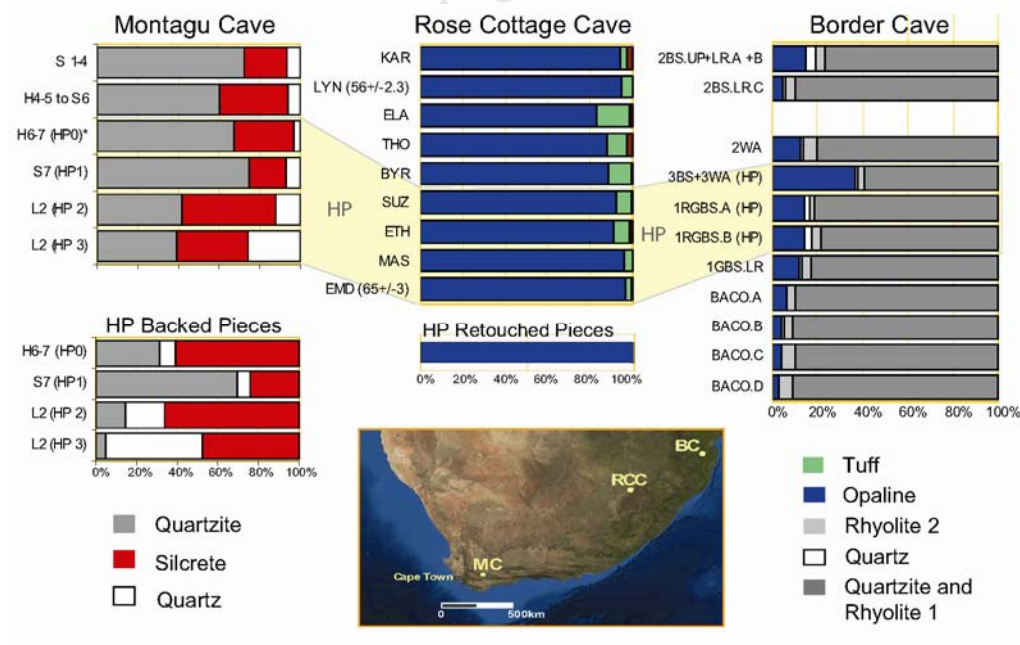 Montagu Cave
S 1-4
H4-5 to S6
H6-7 (HP0)*
S7 (HP1)
L2 (HP 2)
L2 (HP 3)
HP
HP Backed Pieces
H6-7 (HP0)
S7 (HP1)
L2 (HP 2)
L2 (HP 3)
0% 20% 40% 60% 80% 100%
Quartzite
Silcrete
Quartz
Rose Cottage Cave
KAR
LYN (56+/-2.3)
ELA
THO
BYR
SUZ
ETH
MAS
EMD (65+/-3)
HP
HP Retouched Pieces
0% 20% 40% 60% 80% 100%
BC
RCC
MC
Cape Town
0 500km
Border Cave
2BS.UP+LR.A +B
2BS.LR.C
2WA
3BS+3WA (HP)
1RGBS.A (HP)
1RGBS.B (HP)
1GBS.LR
BACO.A
BACO.B
BACO.C
BACO.D
0% 20% 40% 60% 80% 100%
Tuff
Opaline
Rhyolite 2
Quartz
Quartzite and
Rhyolite 1